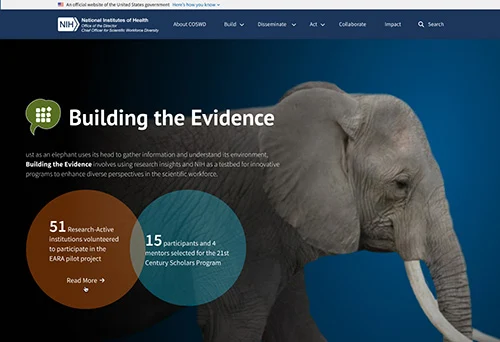 An official website of the United States government Here's how you know
NIH National Institutes of Health
Office of the Director
Chief Officer for Scientific Workforce Diversity
About COSWD Build Disseminate Act Collaborate Impact Search
Building the Evidence
ust as an elephant uses its head to gather information and understand its environment,
Building the Evidence involves using research insights and NIH as a testbed for innovative
programs to enhance diverse perspectives in the scientific workforce.
51 Research-Active
institutions volunteered
to participate in the
EARA pilot project
Read More →
15 participants and 4
mentors selected for the 21st
Century Scholars Program